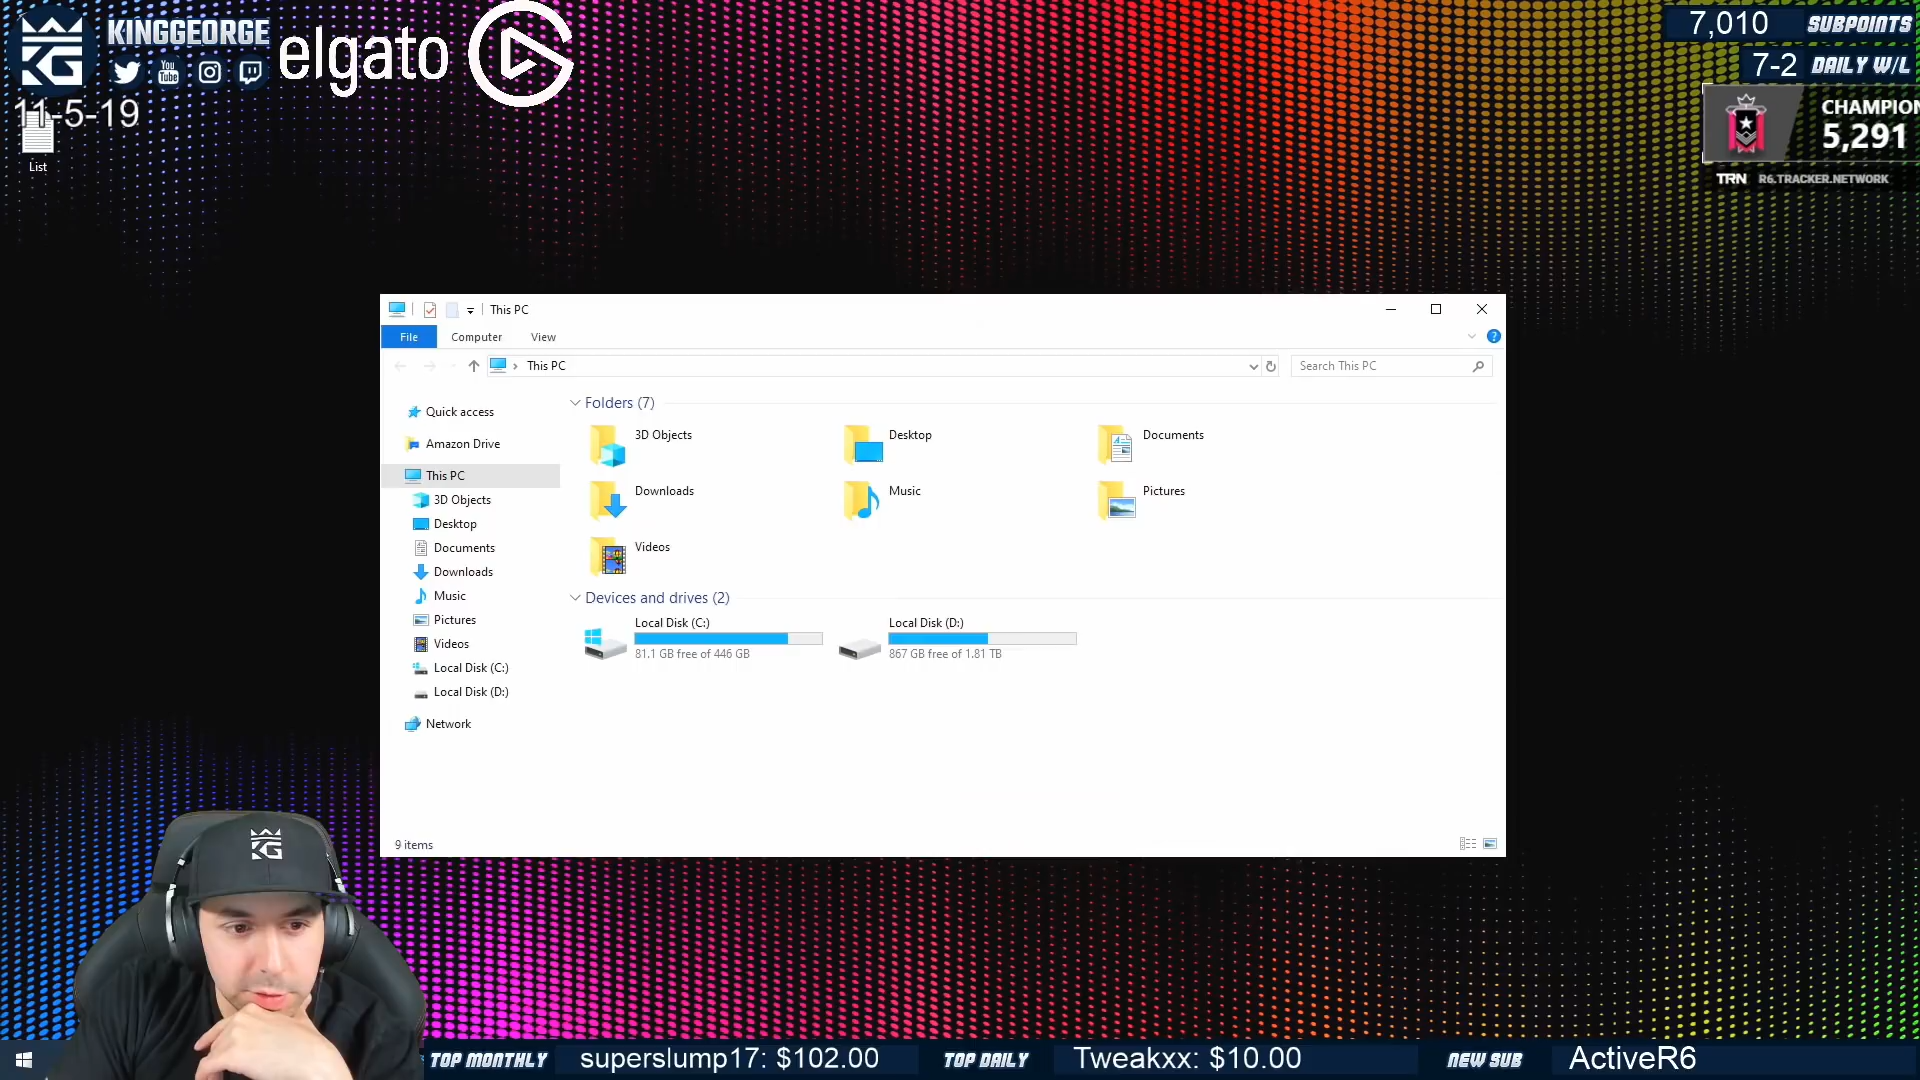 KINGGEORGE
elgato
7,010 SUBPOINTS
7-2 DAILY W/L
CHAMPION
5,291
TRN R6.TRACKER.NETWORK
11-5-19
List
This PC
File
Computer
View
This PC
Search This PC
Quick access
Amazon Drive
This PC
3D Objects
Desktop
Documents
Downloads
Music
Pictures
Videos
Local Disk (C:)
Local Disk (D:)
Network
Folders (7)
3D Objects
Desktop
Documents
Downloads
Music
Pictures
Videos
Devices and drives (2)
Local Disk (C:)
81.1 GB free of 446 GB
Local Disk (D:)
867 GB free of 1.81 TB
9 items
KG
TOP MONTHLY superslump17: $102.00
TOP DAILY Tweakxx: $10.00
NEW SUB ActiveR6